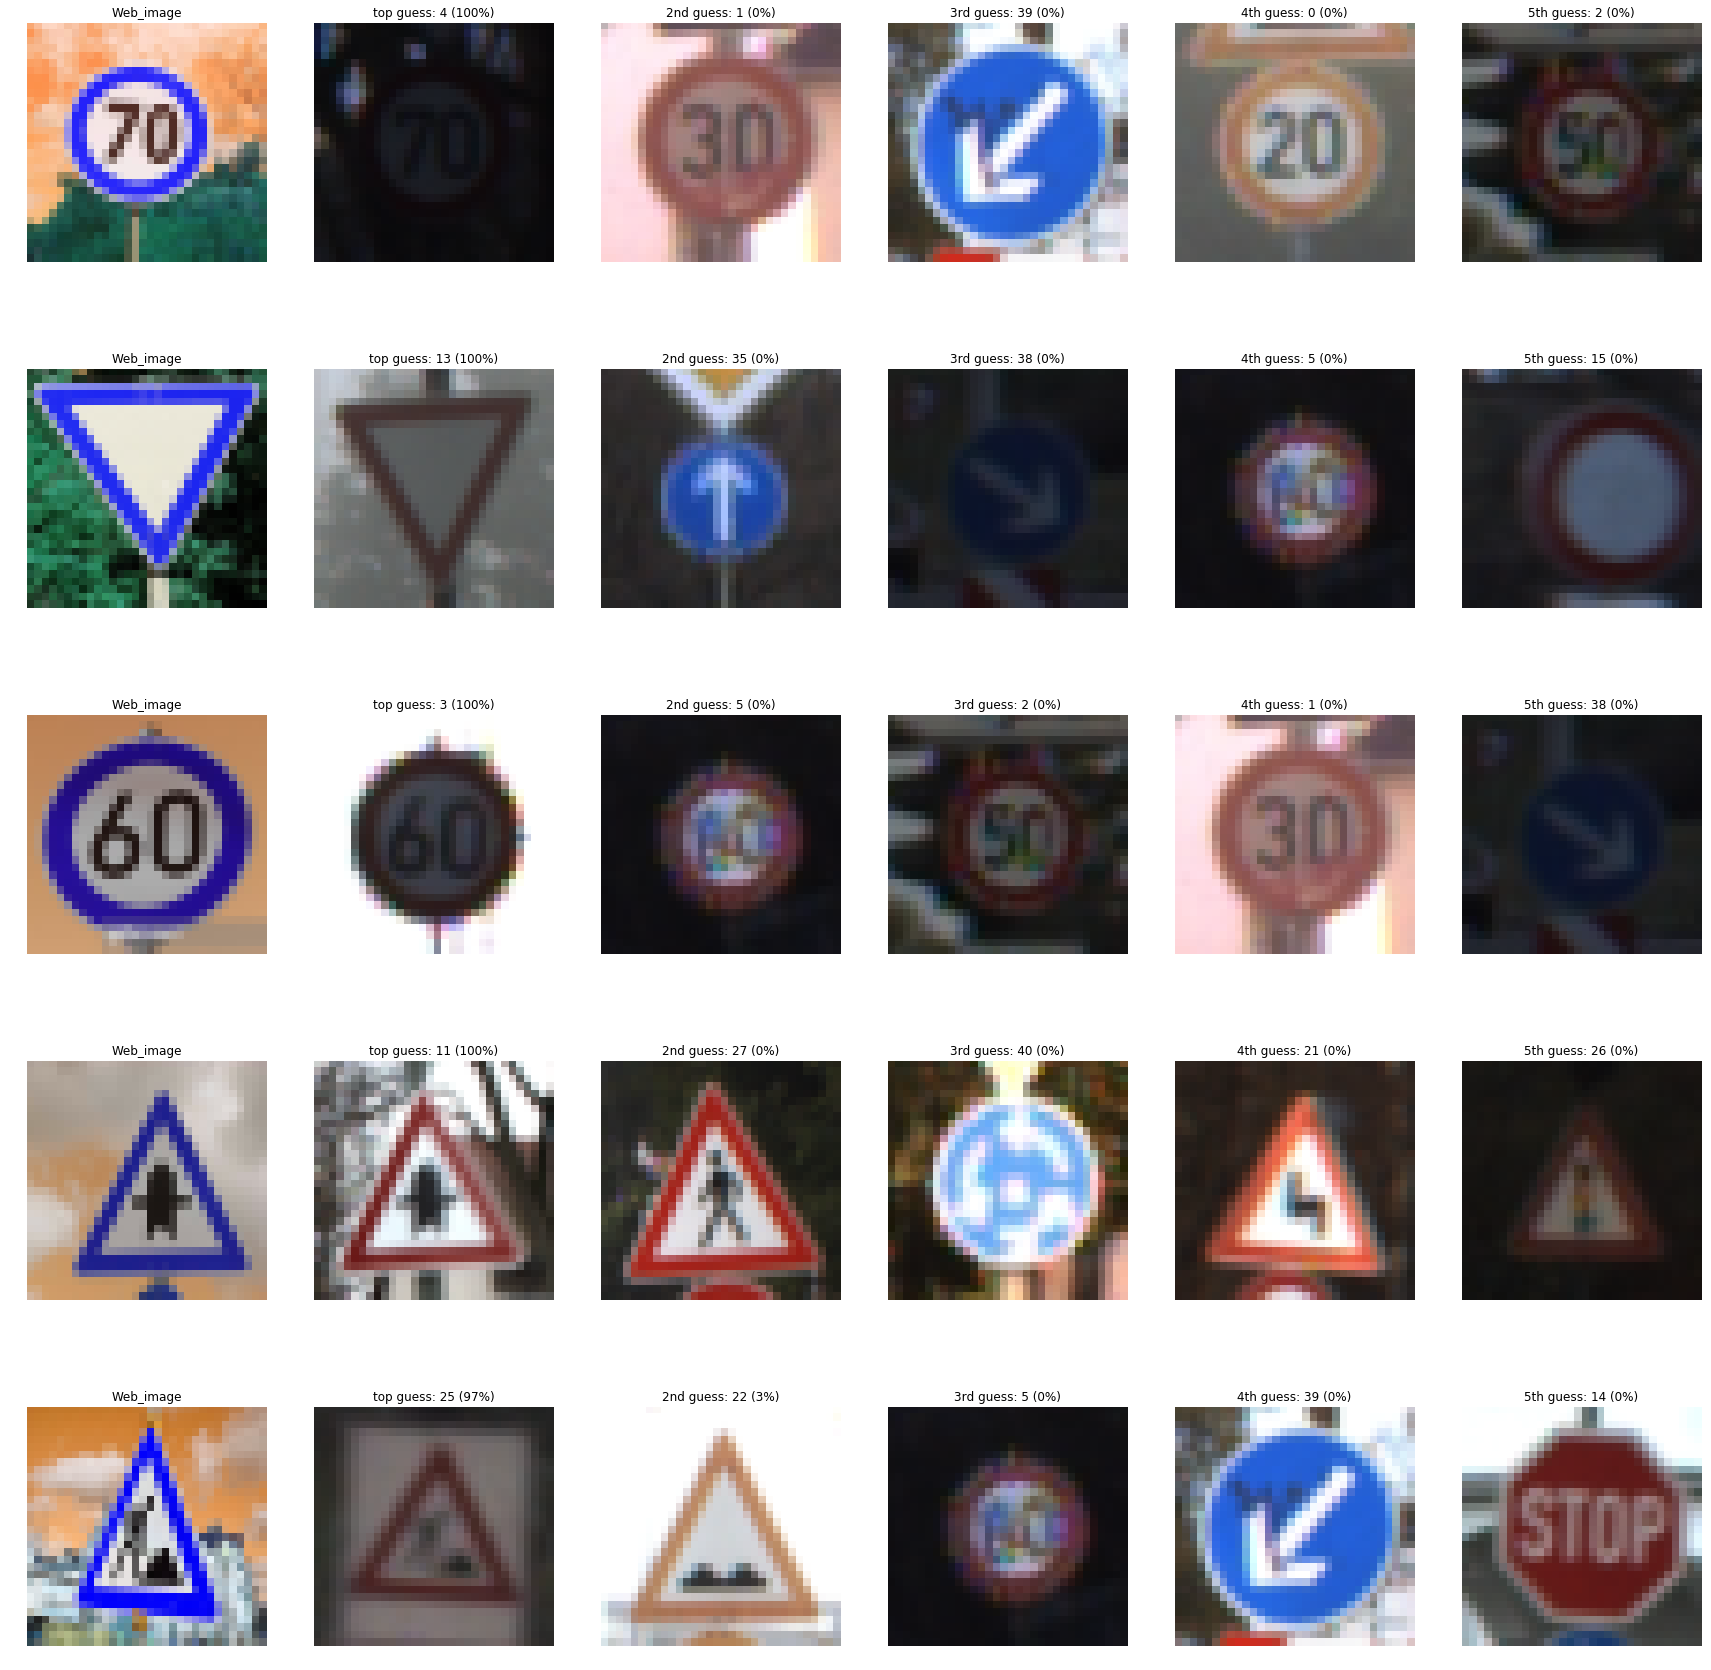 Web_image top guess: 4 (100%) 2nd guess: 1 (0%) 3rd guess: 39 (0%) 4th guess: 0 (0%) 5th guess: 2 (0%)
70 70 30 20 50
Web_image top guess: 13 (100%) 2nd guess: 35 (0%) 3rd guess: 38 (0%) 4th guess: 5 (0%) 5th guess: 15 (0%)
Web_image top guess: 3 (100%) 2nd guess: 5 (0%) 3rd guess: 2 (0%) 4th guess: 1 (0%) 5th guess: 38 (0%)
60 60 50 30
Web_image top guess: 11 (100%) 2nd guess: 27 (0%) 3rd guess: 40 (0%) 4th guess: 21 (0%) 5th guess: 26 (0%)
Web_image top guess: 25 (97%) 2nd guess: 22 (3%) 3rd guess: 5 (0%) 4th guess: 39 (0%) 5th guess: 14 (0%)
STOP